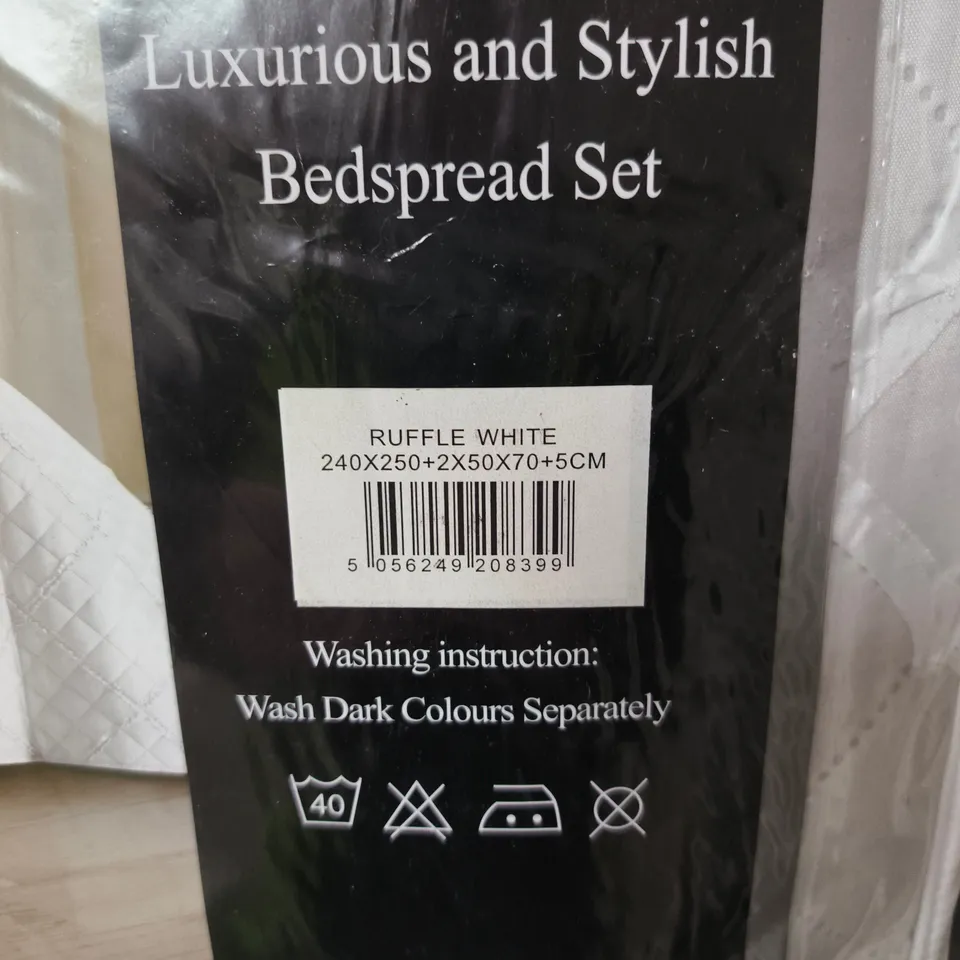 Luxurious and Stylish
Bedspread Set
RUFFLE WHITE
240X250+2X50X70+5CM
5 056249 208399
Washing instruction:
Wash Dark Colours Separately
40